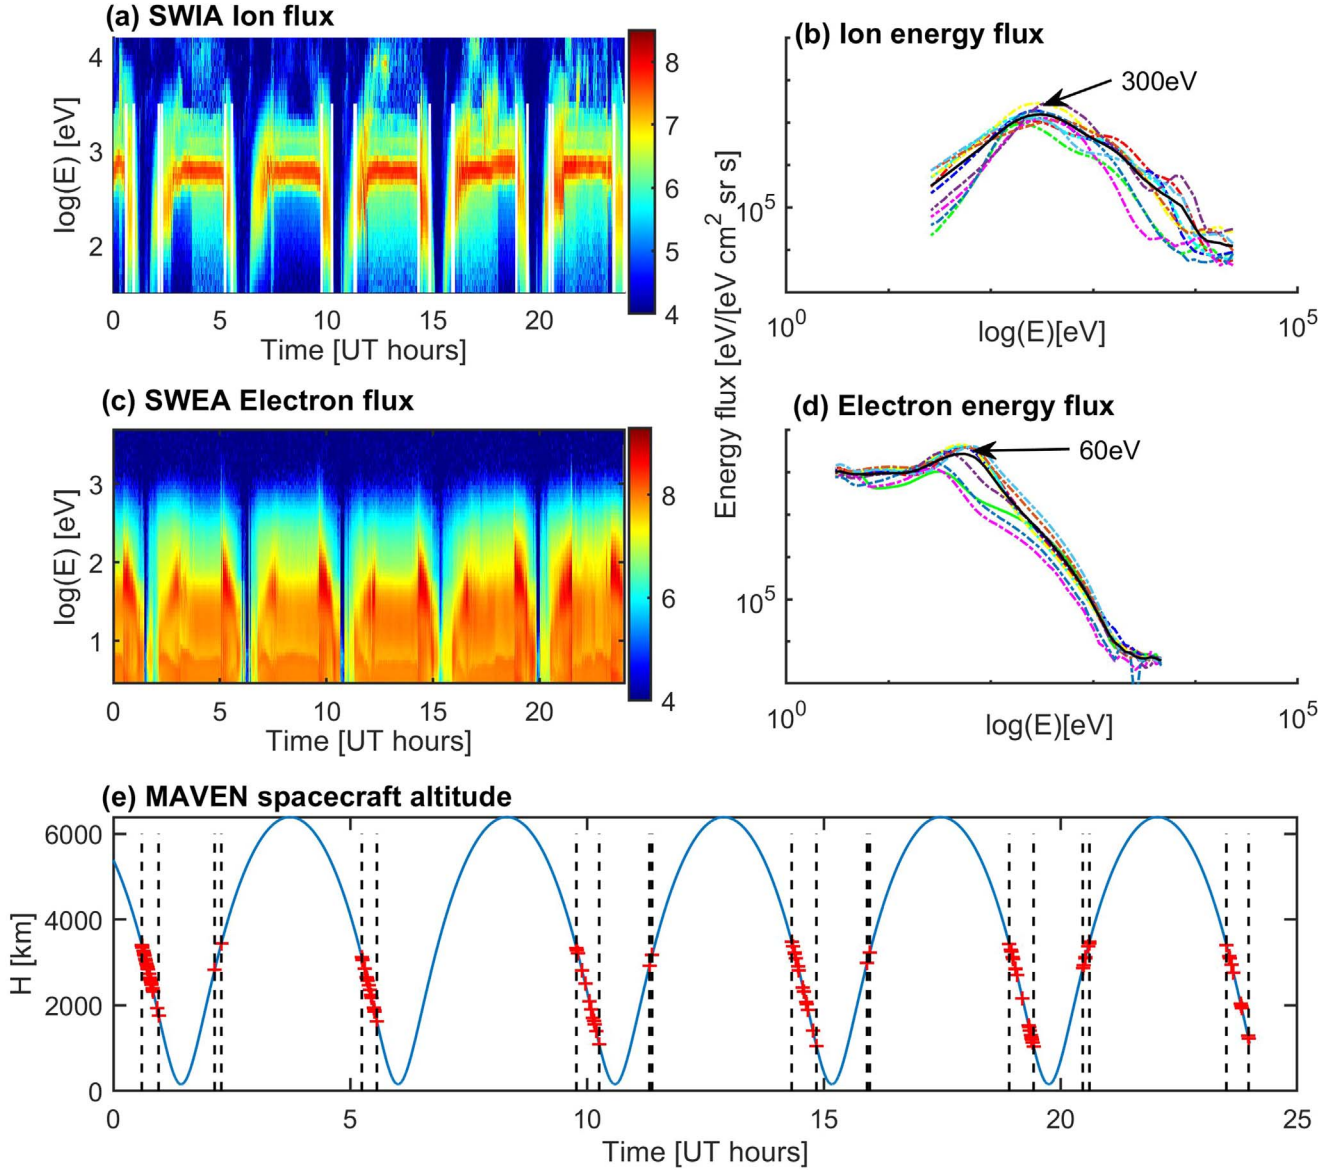 (a) SWIA Ion flux
4
3
2
log(E) [eV]
0
5
10
15
20
Time [UT hours]
8
7
6
5
4
(b) Ion energy flux
300eV
10^5
10^0
10^5
log(E)[eV]
Energy flux [eV/[eV cm^2 sr s]
(c) SWEA Electron flux
3
2
1
log(E) [eV]
0
5
10
15
20
Time [UT hours]
8
6
4
(d) Electron energy flux
60eV
10^5
10^0
10^5
log(E)[eV]
(e) MAVEN spacecraft altitude
6000
4000
2000
0
H [km]
0
5
10
15
20
25
Time [UT hours]